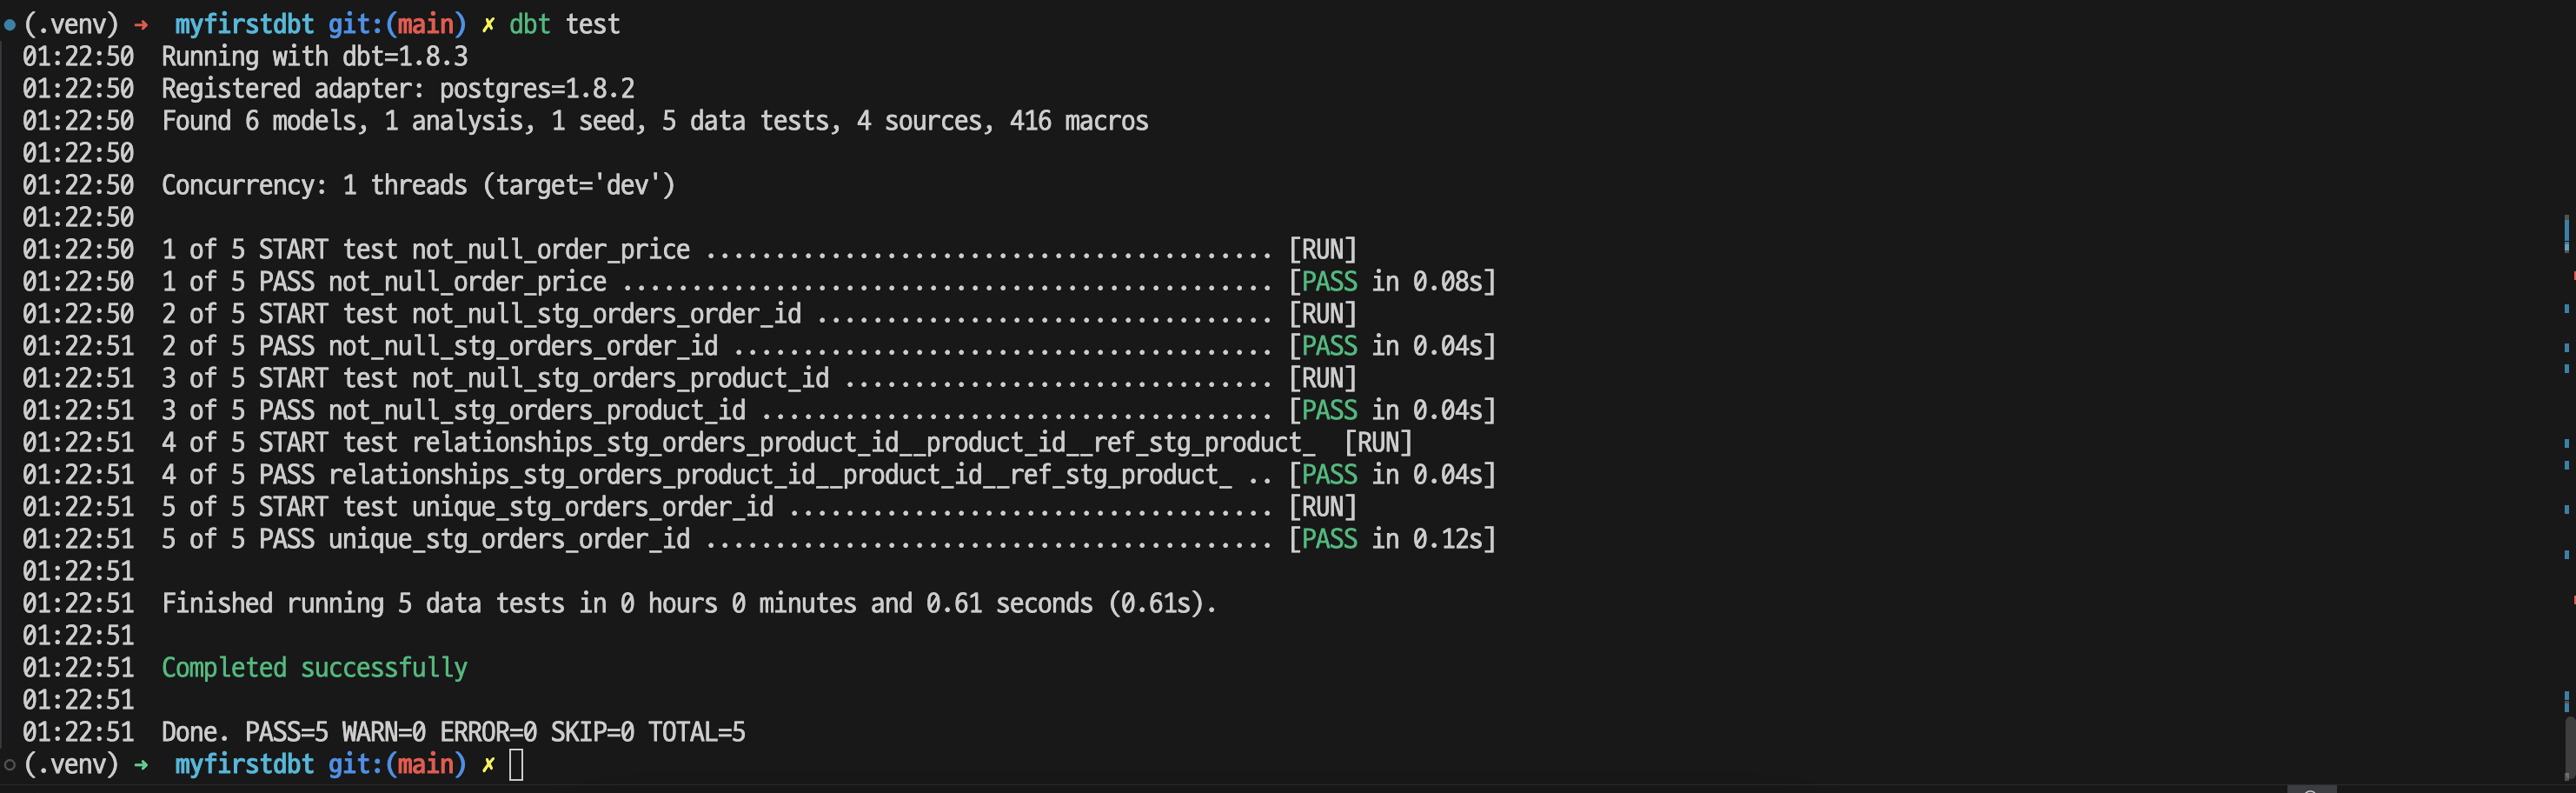 (.venv) ➜ myfirstdbt git:(main) ✗ dbt test
01:22:50 Running with dbt=1.8.3
01:22:50 Registered adapter: postgres=1.8.2
01:22:50 Found 6 models, 1 analysis, 1 seed, 5 data tests, 4 sources, 416 macros
01:22:50
01:22:50 Concurrency: 1 threads (target='dev')
01:22:50
01:22:50 1 of 5 START test not_null_order_price ......................................... [RUN]
01:22:50 1 of 5 PASS not_null_order_price ............................................... [PASS in 0.08s]
01:22:50 2 of 5 START test not_null_stg_orders_order_id ................................. [RUN]
01:22:51 2 of 5 PASS not_null_stg_orders_order_id ....................................... [PASS in 0.04s]
01:22:51 3 of 5 START test not_null_stg_orders_product_id ............................... [RUN]
01:22:51 3 of 5 PASS not_null_stg_orders_product_id ..................................... [PASS in 0.04s]
01:22:51 4 of 5 START test relationships_stg_orders_product_id__product_id__ref_stg_product_ [RUN]
01:22:51 4 of 5 PASS relationships_stg_orders_product_id__product_id__ref_stg_product_ .. [PASS in 0.04s]
01:22:51 5 of 5 START test unique_stg_orders_order_id ................................... [RUN]
01:22:51 5 of 5 PASS unique_stg_orders_order_id ......................................... [PASS in 0.12s]
01:22:51
01:22:51 Finished running 5 data tests in 0 hours 0 minutes and 0.61 seconds (0.61s).
01:22:51
01:22:51 Completed successfully
01:22:51
01:22:51 Done. PASS=5 WARN=0 ERROR=0 SKIP=0 TOTAL=5
(.venv) ➜ myfirstdbt git:(main) ✗